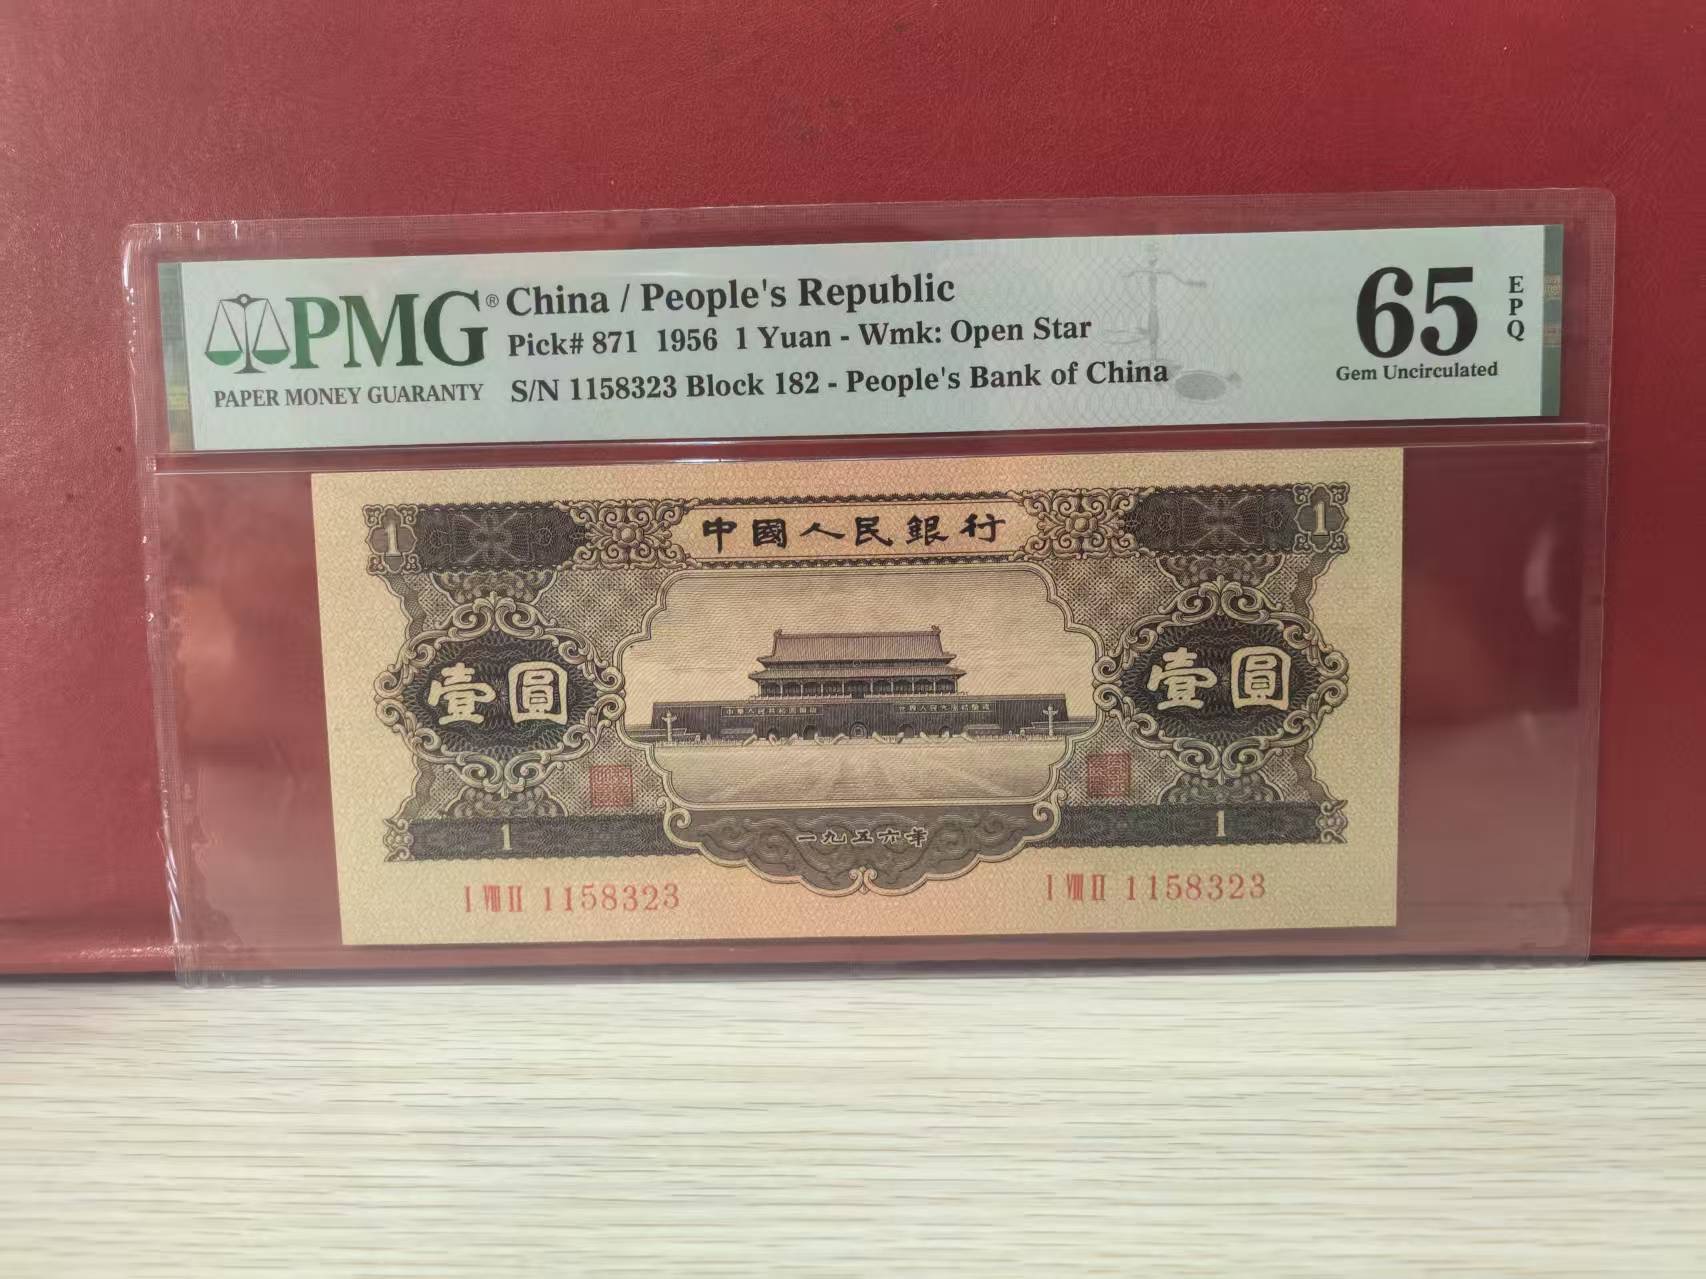 PMG® China / People's Republic
Pick# 871 1956 1 Yuan - Wmk: Open Star
PAPER MONEY GUARANTY
S/N 1158323 Block 182 - People's Bank of China
65 EPQ
Gem Uncirculated
1 中國人民銀行 1
壹圓 壹圓
1 一九五六年 1
I VIII II 1158323 I VIII II 1158323